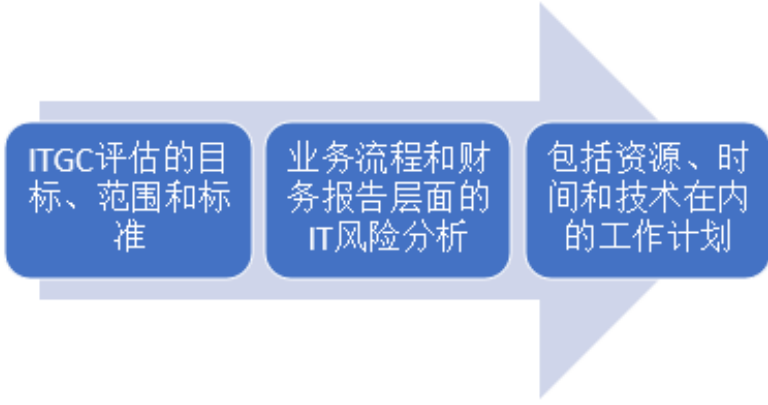 ITGC评估的目
标、范围和标
准
业务流程和财
务报告层面的
IT风险分析
包括资源、时
间和技术在内
的工作计划